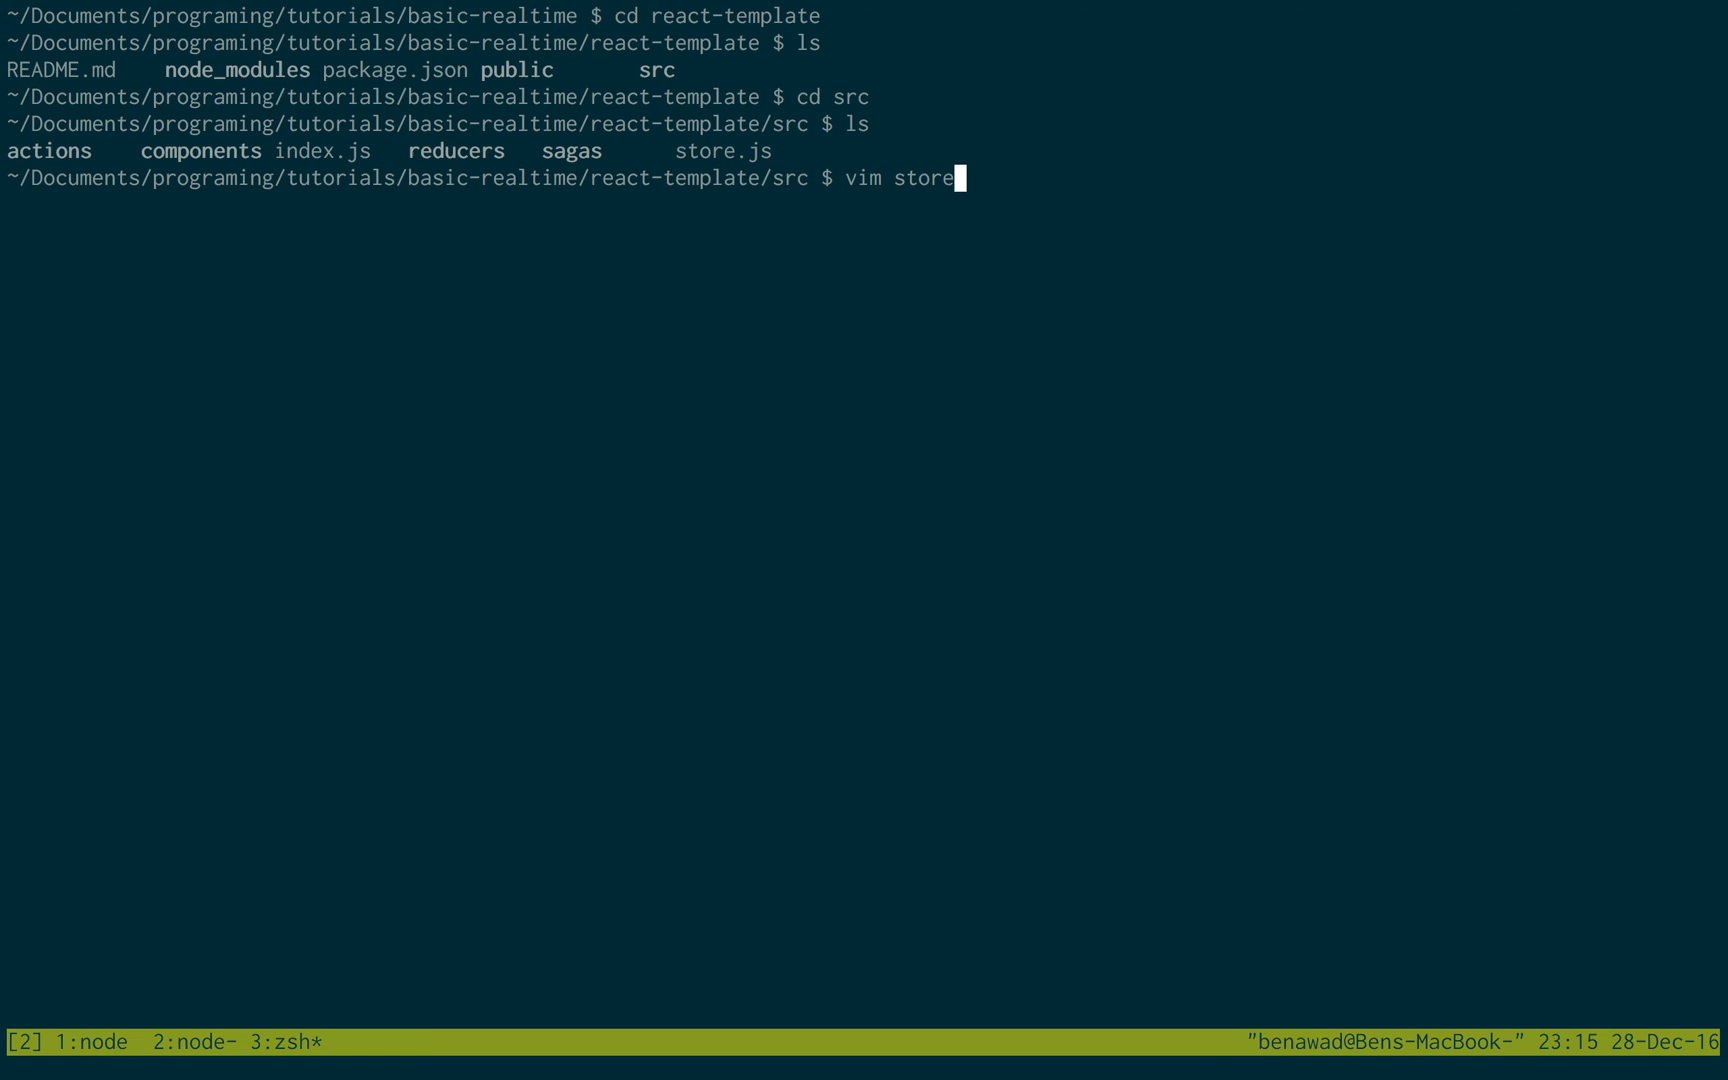 ~/Documents/programing/tutorials/basic-realtime $ cd react-template
~/Documents/programing/tutorials/basic-realtime/react-template $ ls
README.md    node_modules package.json public       src
~/Documents/programing/tutorials/basic-realtime/react-template $ cd src
~/Documents/programing/tutorials/basic-realtime/react-template/src $ ls
actions    components index.js   reducers   sagas      store.js
~/Documents/programing/tutorials/basic-realtime/react-template/src $ vim store
[2] 1:node  2:node- 3:zsh*    "benawad@Bens-MacBook-" 23:15 28-Dec-16